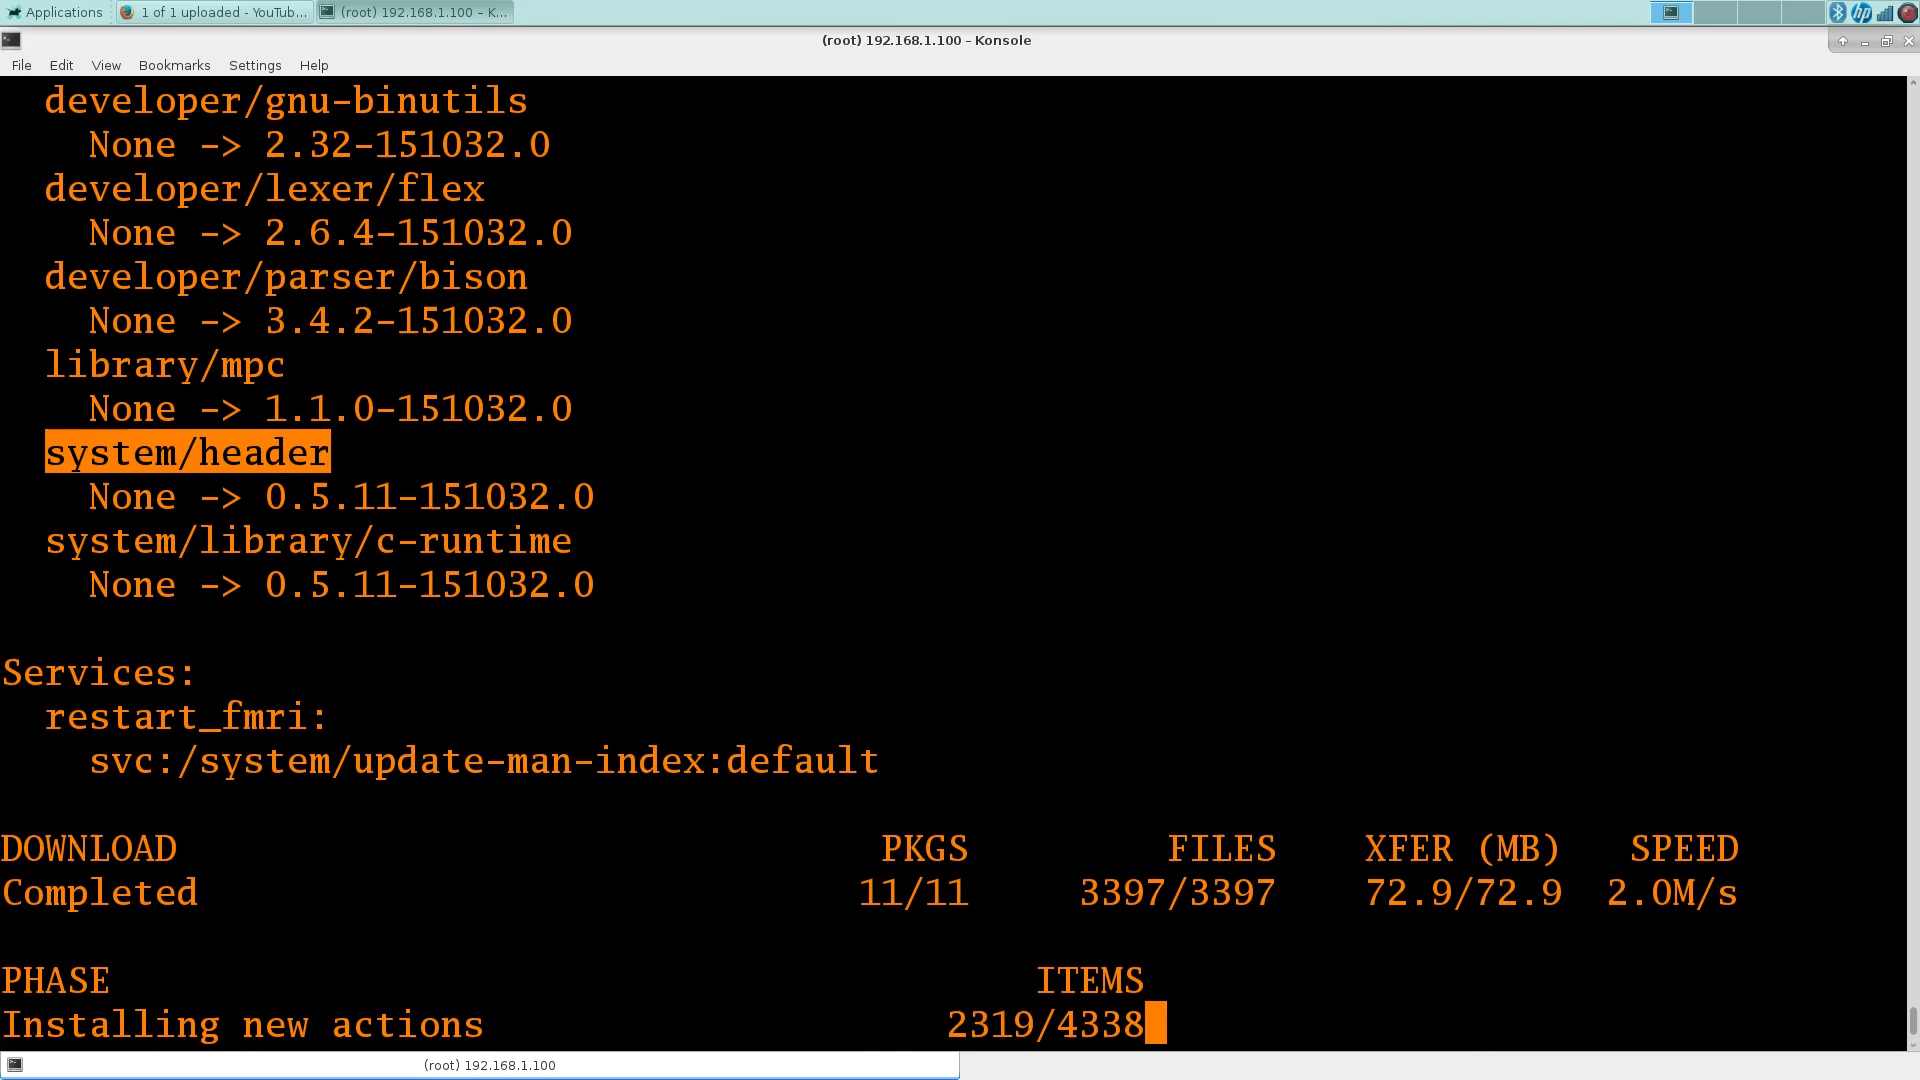 Applications
1 of 1 uploaded - YouTub...
(root) 192.168.1.100 – K...
(root) 192.168.1.100 – Konsole
File Edit View Bookmarks Settings Help
developer/gnu-binutils
None -> 2.32-151032.0
developer/lexer/flex
None -> 2.6.4-151032.0
developer/parser/bison
None -> 3.4.2-151032.0
library/mpc
None -> 1.1.0-151032.0
system/header
None -> 0.5.11-151032.0
system/library/c-runtime
None -> 0.5.11-151032.0
Services:
restart_fmri:
svc:/system/update-man-index:default
DOWNLOAD PKGS FILES XFER (MB) SPEED
Completed 11/11 3397/3397 72.9/72.9 2.0M/s
PHASE ITEMS
Installing new actions 2319/4338
(root) 192.168.1.100